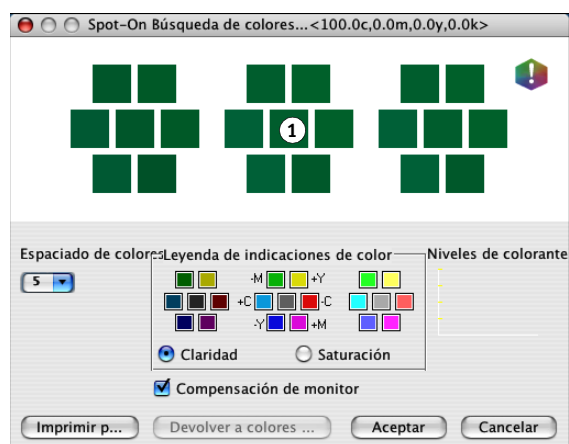 Spot-On Búsqueda de colores...<100.0c,0.0m,0.0y,0.0k>
!
1
Espaciado de colores
Leyenda de indicaciones de color
Niveles de colorante
5
-M +Y
+C -C
-Y +M
Claridad Saturación
Compensación de monitor
Imprimir p... Devolver a colores ... Aceptar Cancelar